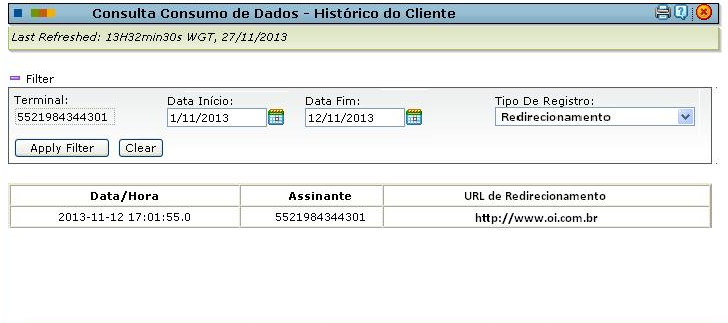 Consulta Consumo de Dados - Histórico do Cliente
Last Refreshed: 13H32min30s WGT, 27/11/2013
Filter
Terminal: Data Início: Data Fim: Tipo De Registro:
5521984344301 1/11/2013 12/11/2013 Redirecionamento
Apply Filter Clear
Data/Hora Assinante URL de Redirecionamento
2013-11-12 17:01:55.0 5521984344301 http://www.oi.com.br